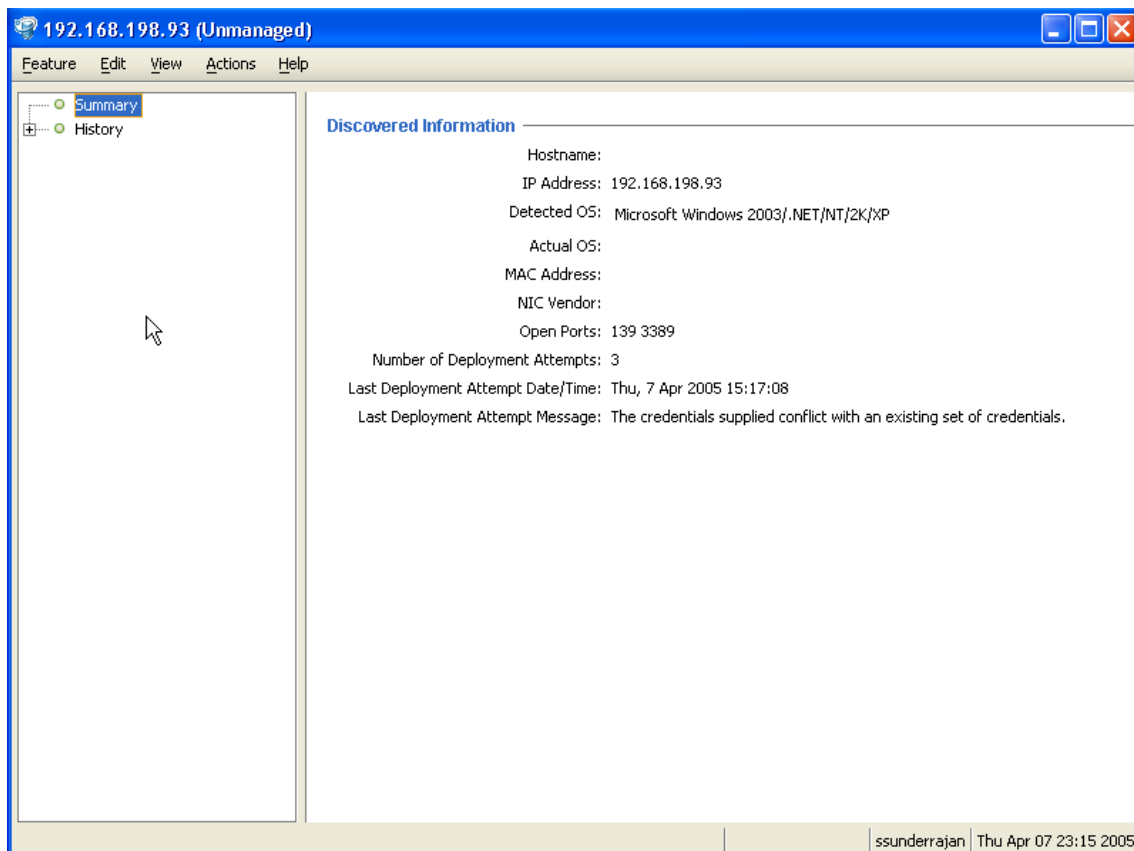 192.168.198.93 (Unmanaged)
Feature Edit View Actions Help
Summary
History
Discovered Information
Hostname:
IP Address: 192.168.198.93
Detected OS: Microsoft Windows 2003/.NET/NT/2K/XP
Actual OS:
MAC Address:
NIC Vendor:
Open Ports: 139 3389
Number of Deployment Attempts: 3
Last Deployment Attempt Date/Time: Thu, 7 Apr 2005 15:17:08
Last Deployment Attempt Message: The credentials supplied conflict with an existing set of credentials.
ssunderrajan Thu Apr 07 23:15 2005